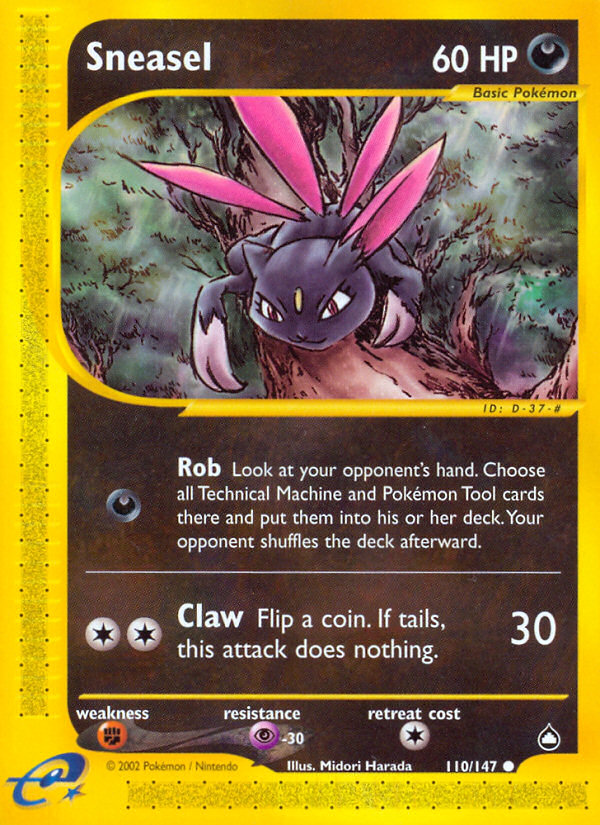 Sneasel 60 HP
Basic Pokémon
ID: D-37-#
Rob Look at your opponent's hand. Choose
all Technical Machine and Pokémon Tool cards
there and put them into his or her deck. Your
opponent shuffles the deck afterward.
Claw Flip a coin. If tails, 30
this attack does nothing.
weakness resistance retreat cost
-30
© 2002 Pokémon / Nintendo Illus. Midori Harada 110/147